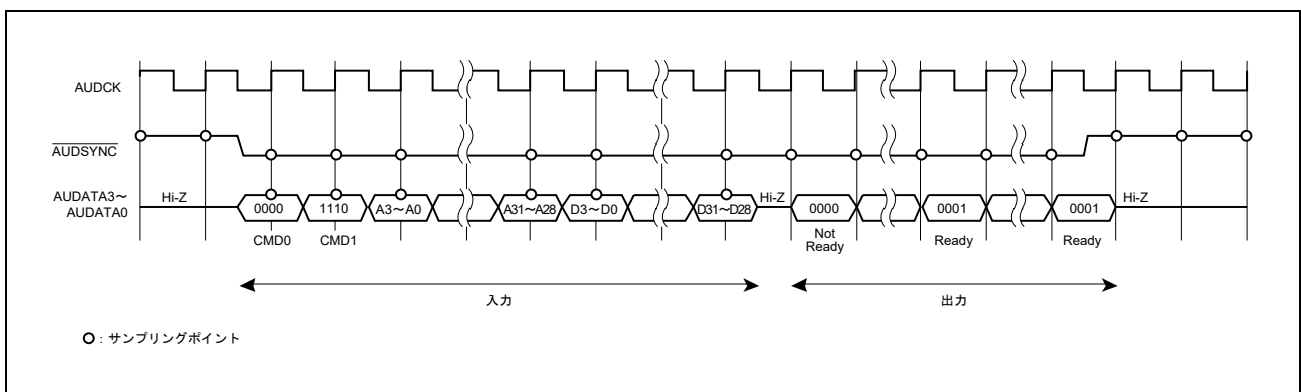 AUDCK
AUDSYNC
AUDATA3～
AUDATA0
Hi-Z
0000
1110
A3～A0
A31～A28
D3～D0
D31～D28
Hi-Z
0000
0001
0001
Hi-Z
CMD0
CMD1
Not
Ready
Ready
Ready
入力
出力
：サンプリングポイント